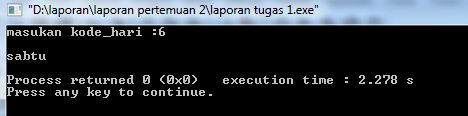 "D:\laporan\laporan pertemuan 2\laporan tugas 1.exe"
masukan kode_hari :6
sabtu
Process returned 0 (0x0)   execution time : 2.278 s
Press any key to continue.